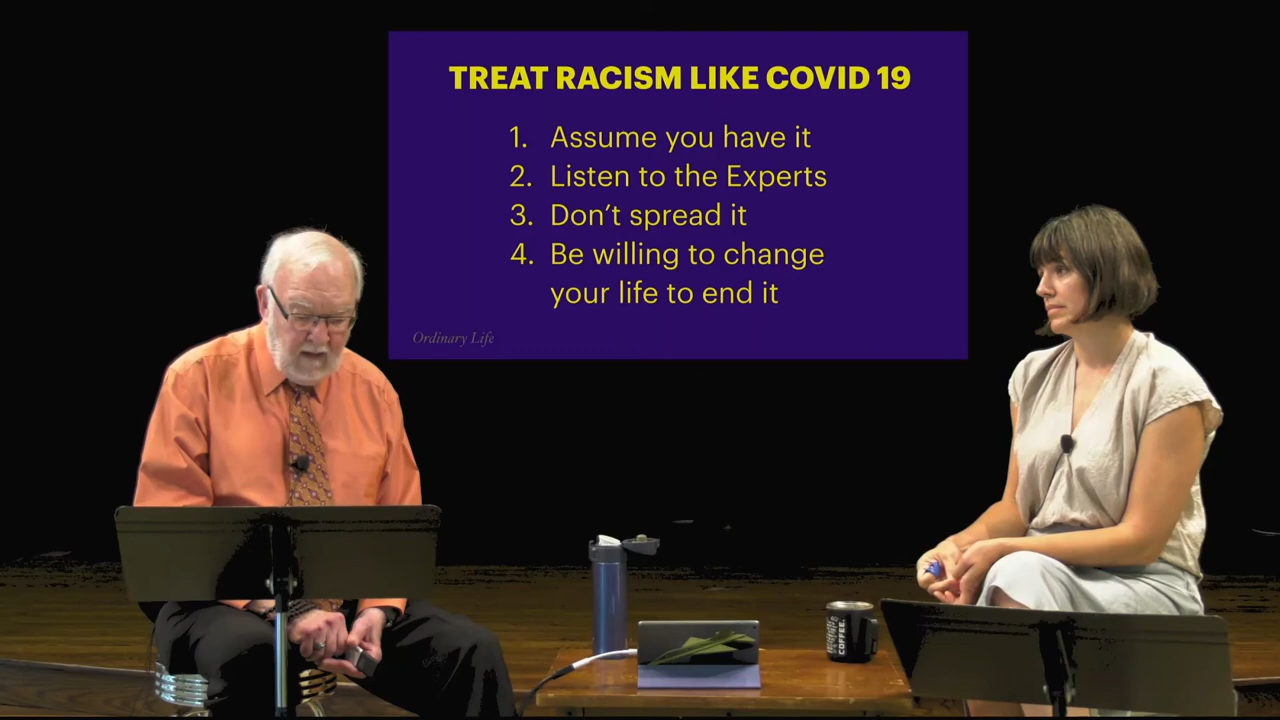 TREAT RACISM LIKE COVID 19
1. Assume you have it
2. Listen to the Experts
3. Don't spread it
4. Be willing to change
your life to end it
Ordinary Life
COFFEE.